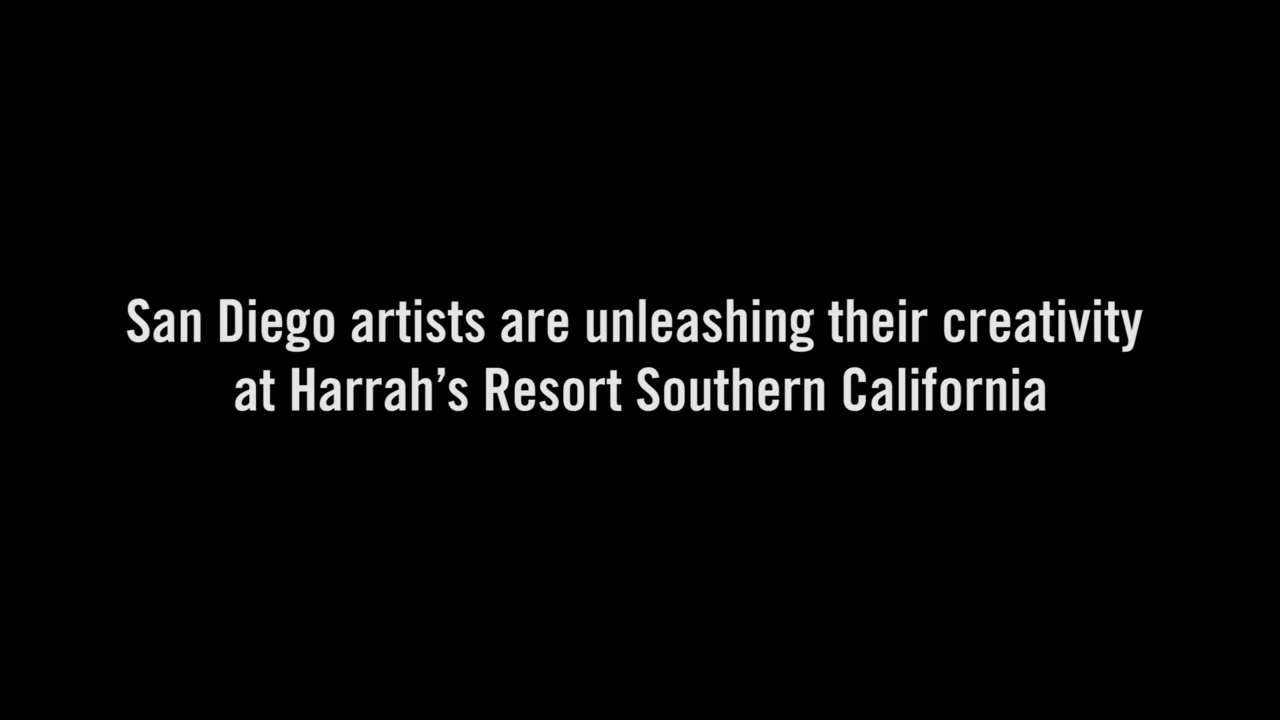 San Diego artists are unleashing their creativity
at Harrah’s Resort Southern California